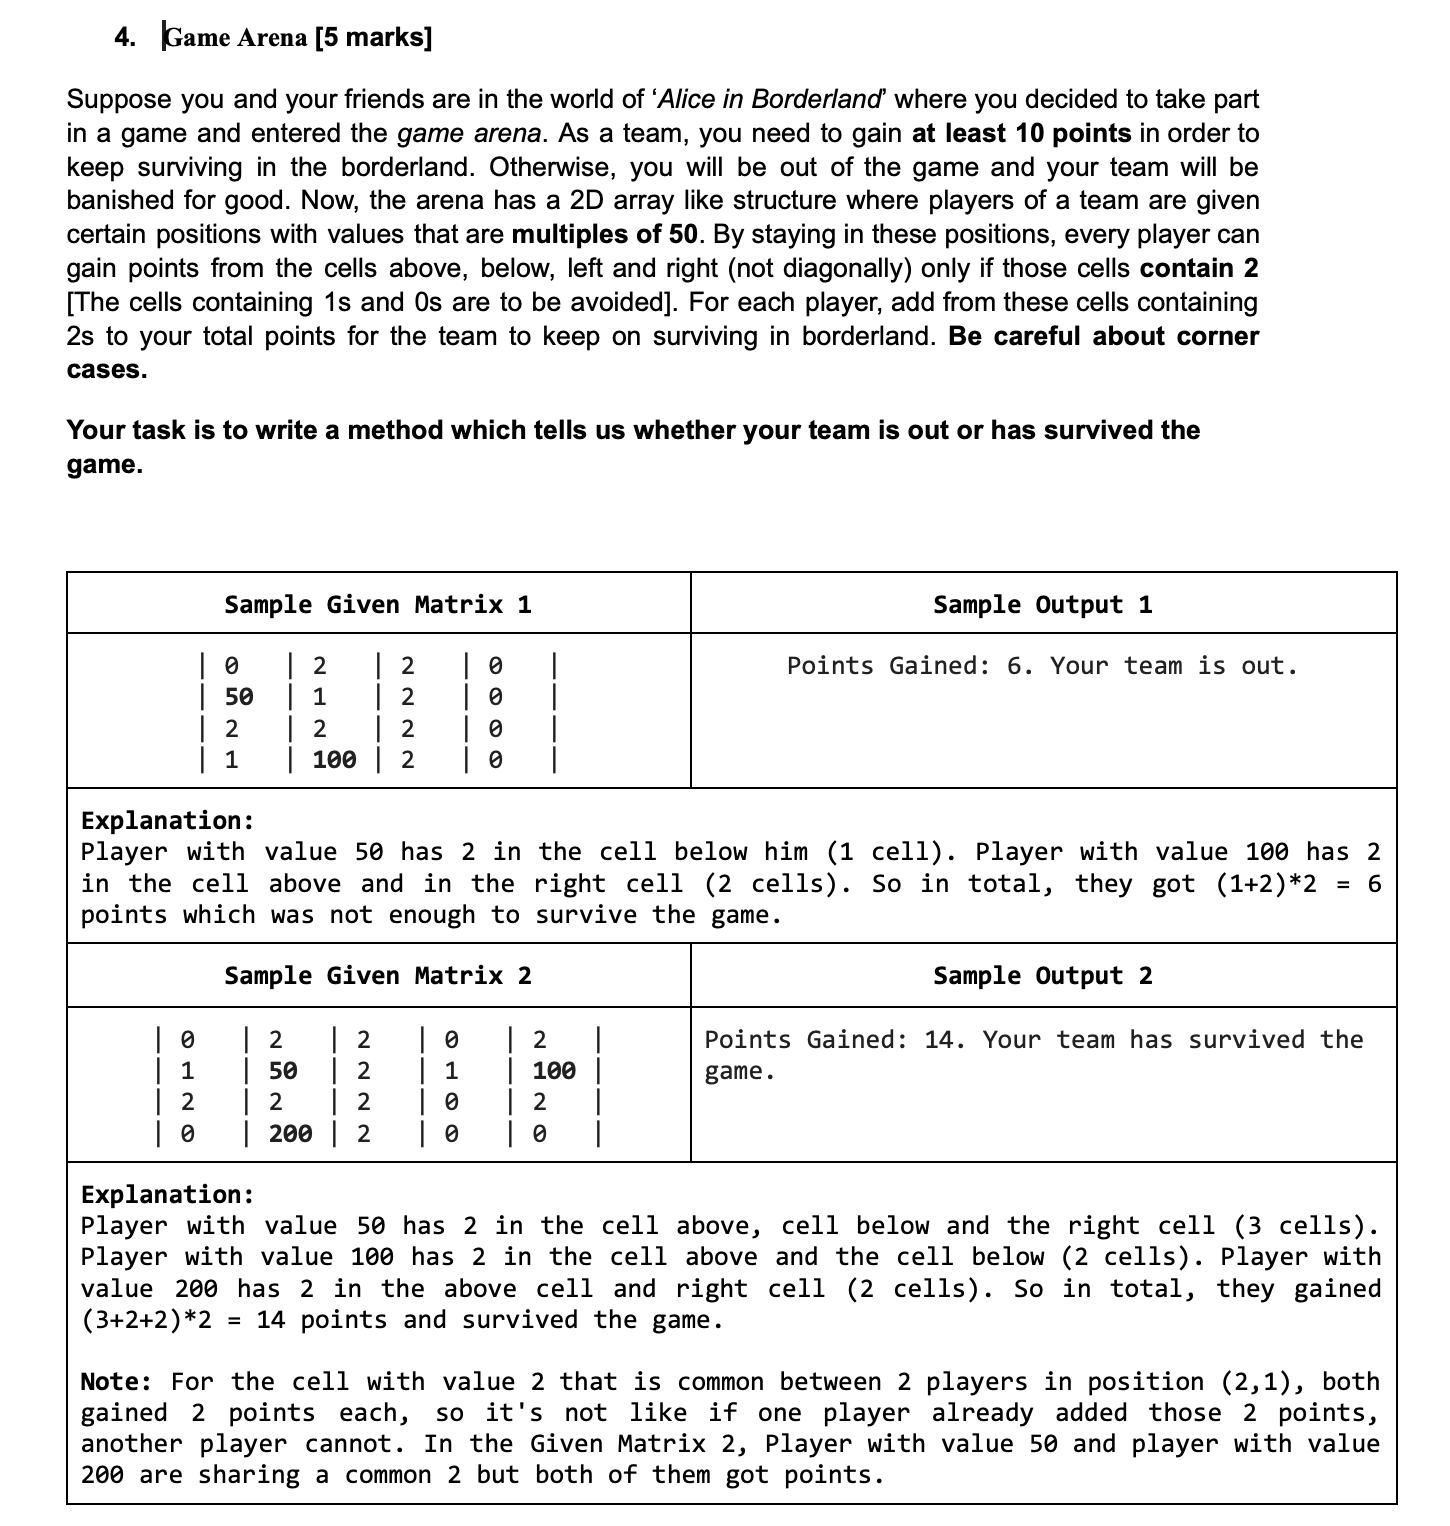 4. Game Arena [5 marks]
Suppose you and your friends are in the world of ‘Alice in Borderland’ where you decided to take part
in a game and entered the game arena. As a team, you need to gain at least 10 points in order to
keep surviving in the borderland. Otherwise, you will be out of the game and your team will be
banished for good. Now, the arena has a 2D array like structure where players of a team are given
certain positions with values that are multiples of 50. By staying in these positions, every player can
gain points from the cells above, below, left and right (not diagonally) only if those cells contain 2
[The cells containing 1s and 0s are to be avoided]. For each player, add from these cells containing
2s to your total points for the team to keep on surviving in borderland. Be careful about corner
cases.
Your task is to write a method which tells us whether your team is out or has survived the
game.
Sample Given Matrix 1
Sample Output 1
| 0 | 2 | 2 | 0 |
| 50 | 1 | 2 | 0 |
| 2 | 2 | 2 | 0 |
| 1 | 100 | 2 | 0 |
Points Gained: 6. Your team is out.
Explanation:
Player with value 50 has 2 in the cell below him (1 cell). Player with value 100 has 2
in the cell above and in the right cell (2 cells). So in total, they got (1+2)*2 = 6
points which was not enough to survive the game.
Sample Given Matrix 2
Sample Output 2
| 0 | 2 | 2 | 0 | 2 |
| 1 | 50 | 2 | 1 | 100 |
| 2 | 2 | 2 | 0 | 2 |
| 0 | 200 | 2 | 0 | 0 |
Points Gained: 14. Your team has survived the
game.
Explanation:
Player with value 50 has 2 in the cell above, cell below and the right cell (3 cells).
Player with value 100 has 2 in the cell above and the cell below (2 cells). Player with
value 200 has 2 in the above cell and right cell (2 cells). So in total, they gained
(3+2+2)*2 = 14 points and survived the game.
Note: For the cell with value 2 that is common between 2 players in position (2,1), both
gained 2 points each, so it's not like if one player already added those 2 points,
another player cannot. In the Given Matrix 2, Player with value 50 and player with value
200 are sharing a common 2 but both of them got points.